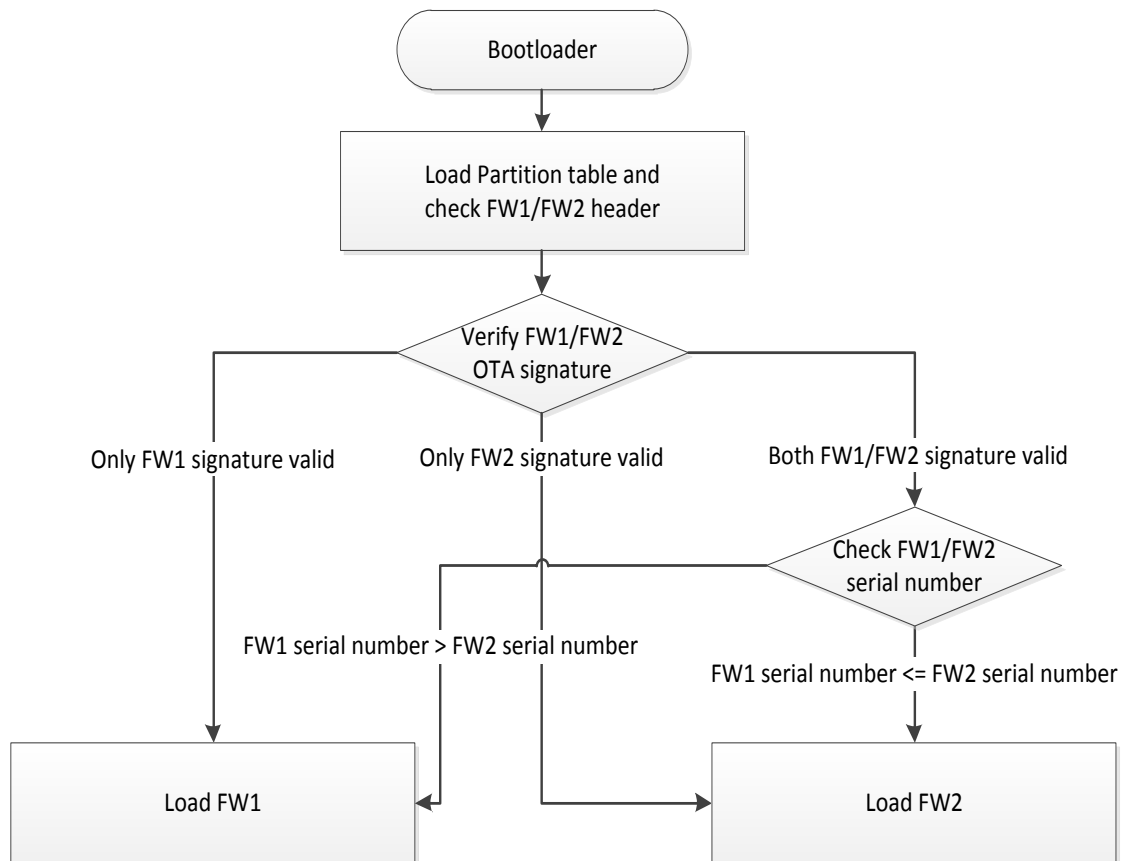 Bootloader
Load Partition table and
check FW1/FW2 header
Verify FW1/FW2
OTA signature
Only FW1 signature valid
Only FW2 signature valid
Both FW1/FW2 signature valid
Check FW1/FW2
serial number
FW1 serial number > FW2 serial number
FW1 serial number <= FW2 serial number
Load FW1
Load FW2